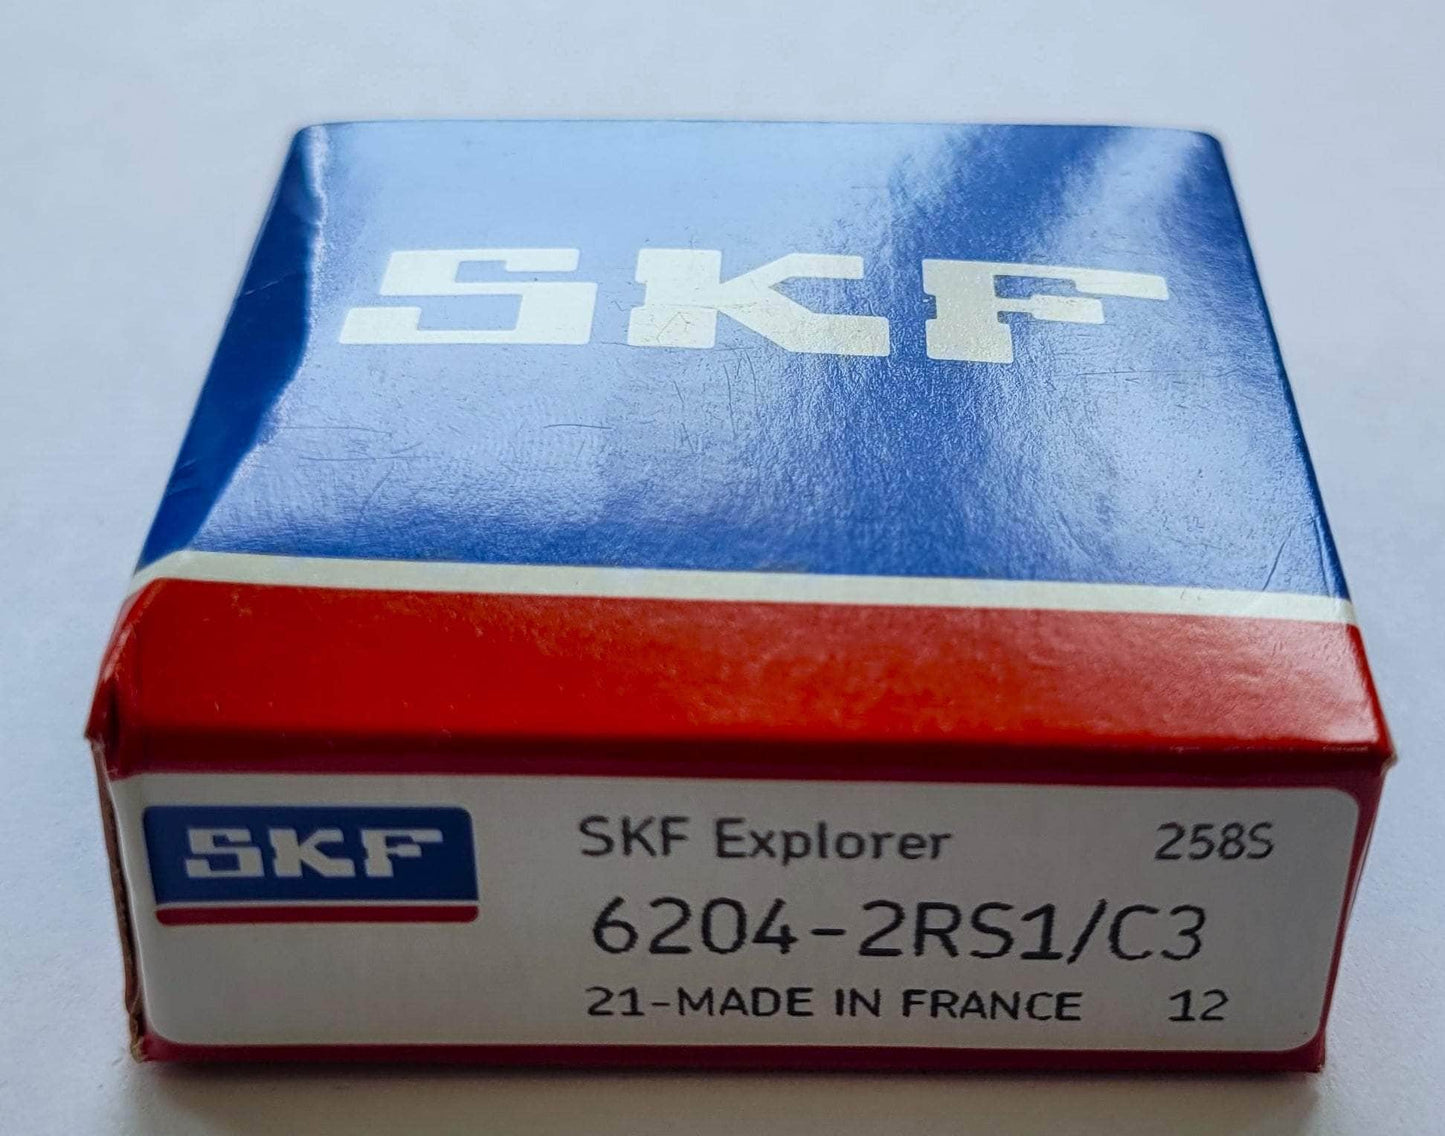 SKF
SKF
SKF Explorer 258S
6204-2RS1/C3
21-MADE IN FRANCE 12